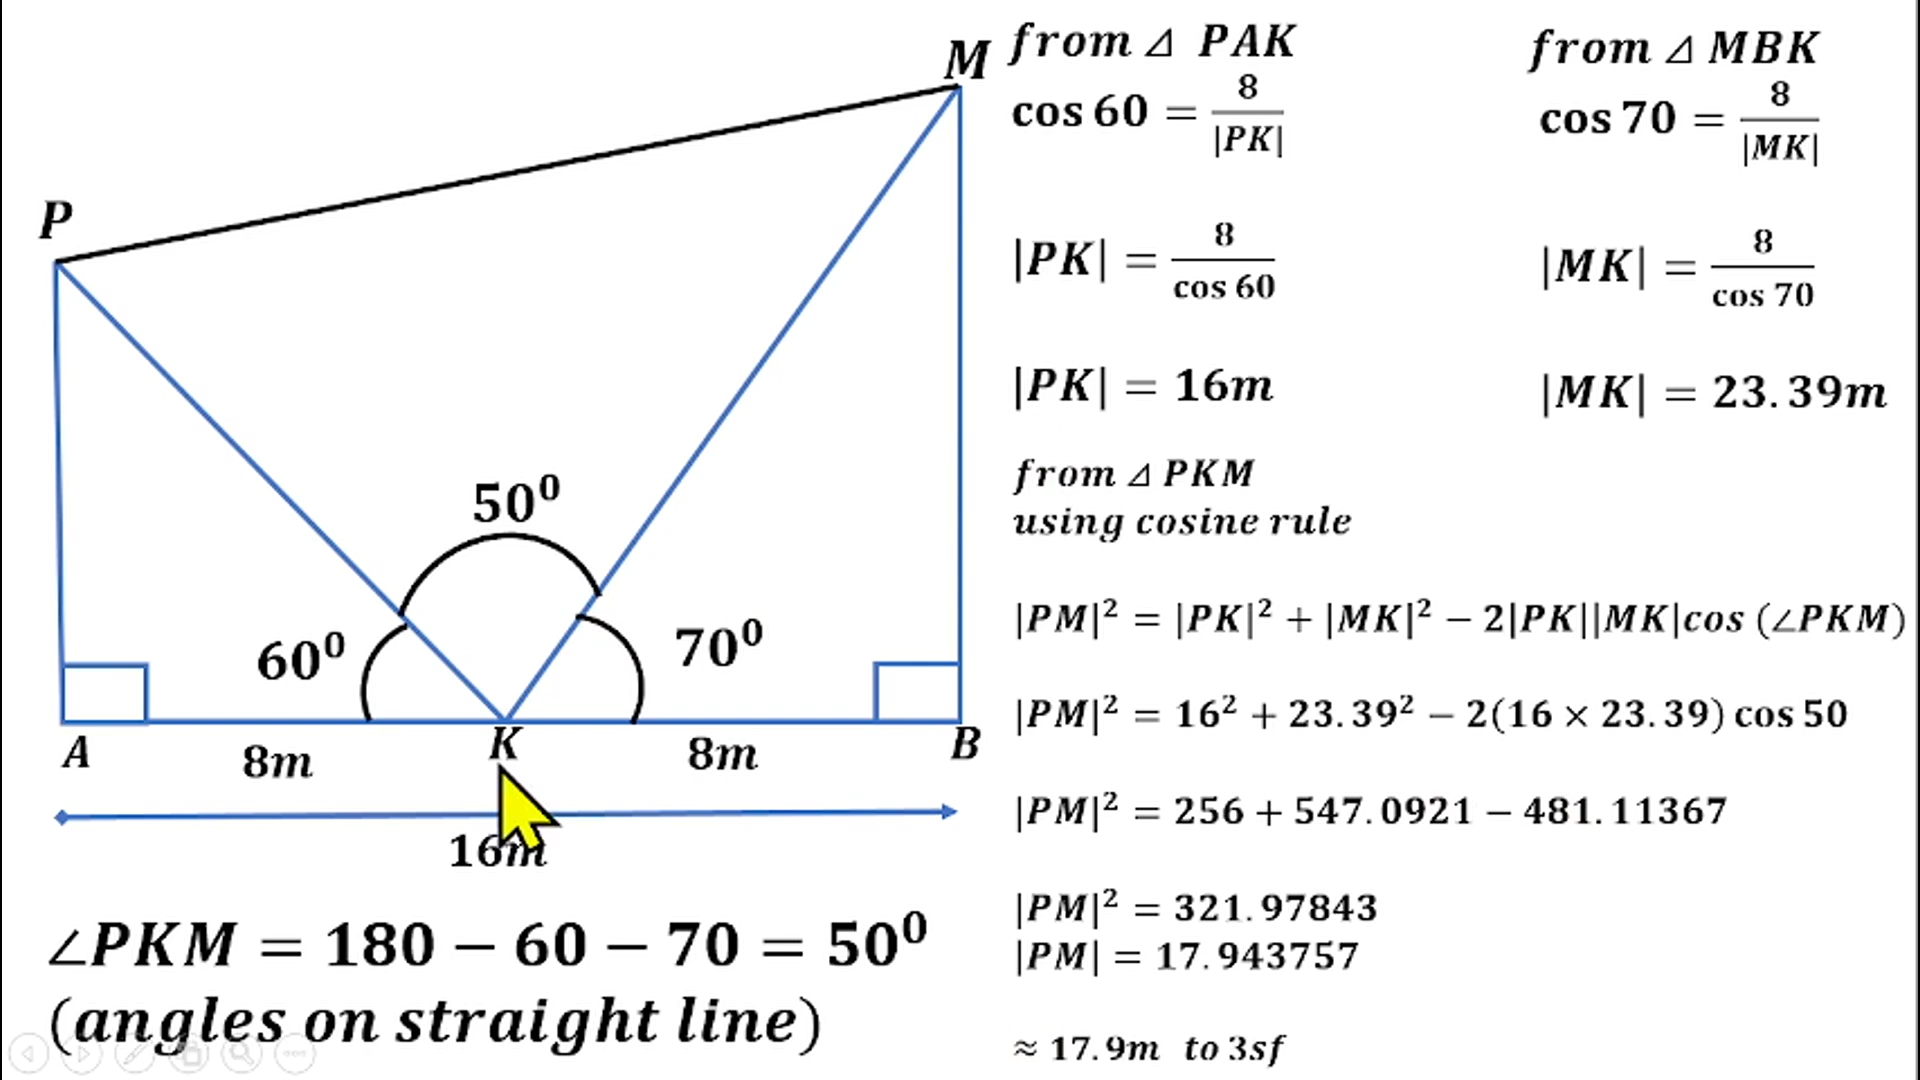 M
P
50⁰
60⁰
70⁰
A
K
B
8m
8m
16m
∠PKM = 180 − 60 − 70 = 50⁰
(angles on straight line)
from ⊿ PAK
cos 60 = 8/|PK|
|PK| = 8/cos 60
|PK| = 16m
from ⊿ MBK
cos 70 = 8/|MK|
|MK| = 8/cos 70
|MK| = 23.39m
from ⊿ PKM
using cosine rule
|PM|² = |PK|² + |MK|² − 2|PK||MK|cos (∠PKM)
|PM|² = 16² + 23.39² − 2(16 × 23.39) cos 50
|PM|² = 256 + 547.0921 − 481.11367
|PM|² = 321.97843
|PM| = 17.943757
≈ 17.9m to 3sf